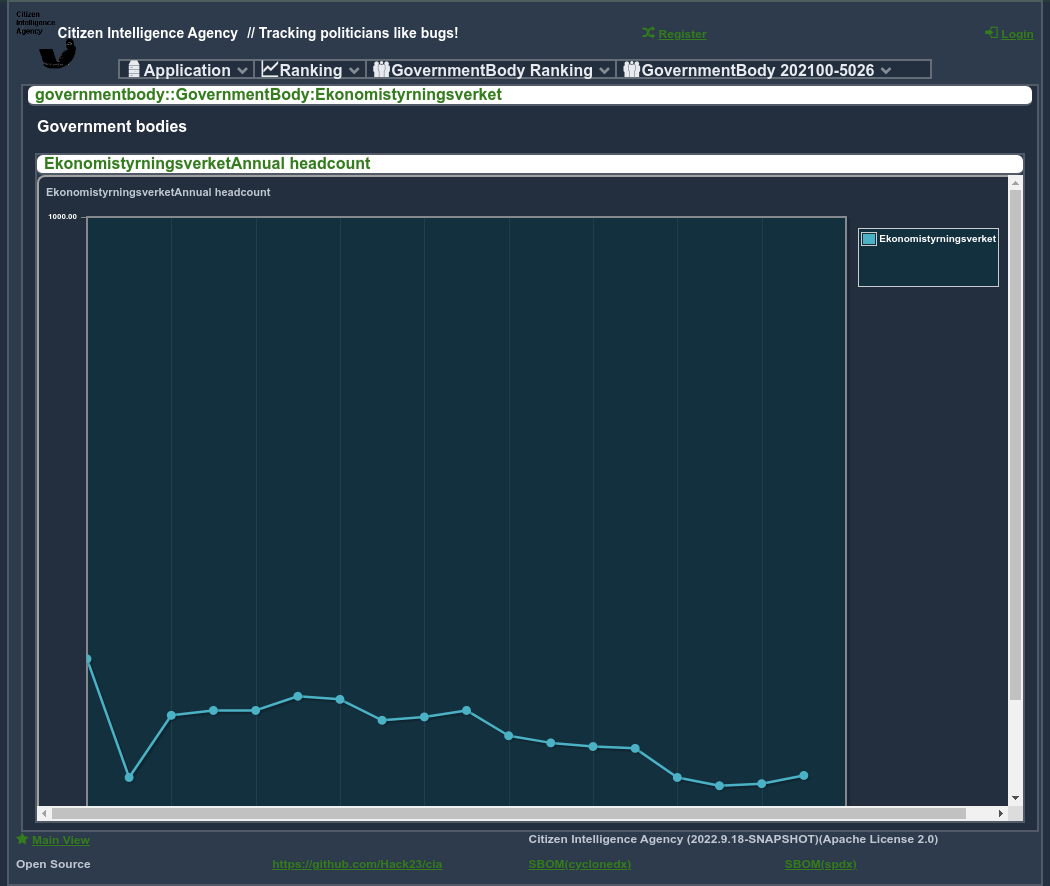 Citizen
Intelligence
Agency
Citizen Intelligence Agency // Tracking politicians like bugs!
Register
Login
Application
Ranking
GovernmentBody Ranking
GovernmentBody 202100-5026
governmentbody::GovernmentBody:Ekonomistyrningsverket
Government bodies
EkonomistyrningsverketAnnual headcount
EkonomistyrningsverketAnnual headcount
1000.00
Ekonomistyrningsverket
Main View
Citizen Intelligence Agency (2022.9.18-SNAPSHOT)(Apache License 2.0)
Open Source
https://github.com/Hack23/cia
SBOM(cyclonedx)
SBOM(spdx)